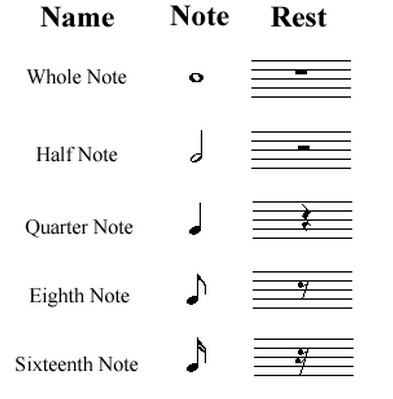 Name Note Rest
Whole Note
Half Note
Quarter Note
Eighth Note
Sixteenth Note